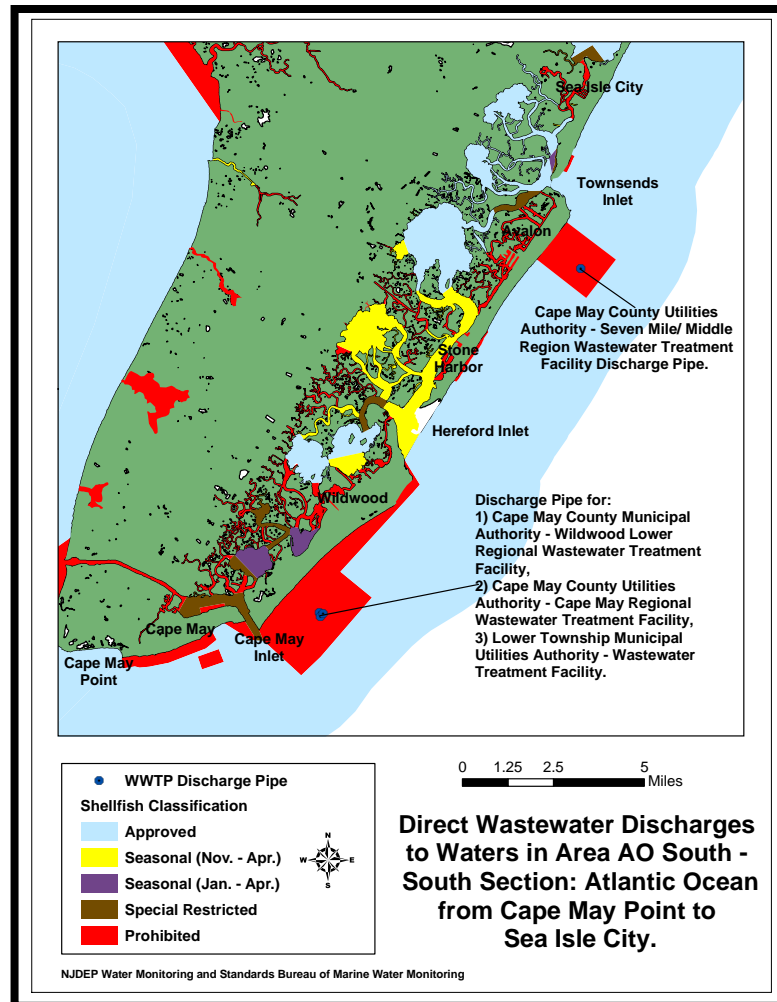 Sea Isle City
Townsends
Inlet
Avalon
Cape May County Utilities
Authority - Seven Mile/ Middle
Region Wastewater Treatment
Facility Discharge Pipe.
Stone
Harbor
Hereford Inlet
Wildwood
Discharge Pipe for:
1) Cape May County Municipal
Authority - Wildwood Lower
Regional Wastewater Treatment
Facility,
2) Cape May County Utilities
Authority - Cape May Regional
Wastewater Treatment Facility,
3) Lower Township Municipal
Utilities Authority - Wastewater
Treatment Facility.
Cape May
Cape May
Inlet
Cape May
Point
WWTP Discharge Pipe
Shellfish Classification
Approved
Seasonal (Nov. - Apr.)
Seasonal (Jan. - Apr.)
Special Restricted
Prohibited
N
W E
S
0 1.25 2.5 5
Miles
Direct Wastewater Discharges
to Waters in Area AO South -
South Section: Atlantic Ocean
from Cape May Point to
Sea Isle City.
NJDEP Water Monitoring and Standards Bureau of Marine Water Monitoring